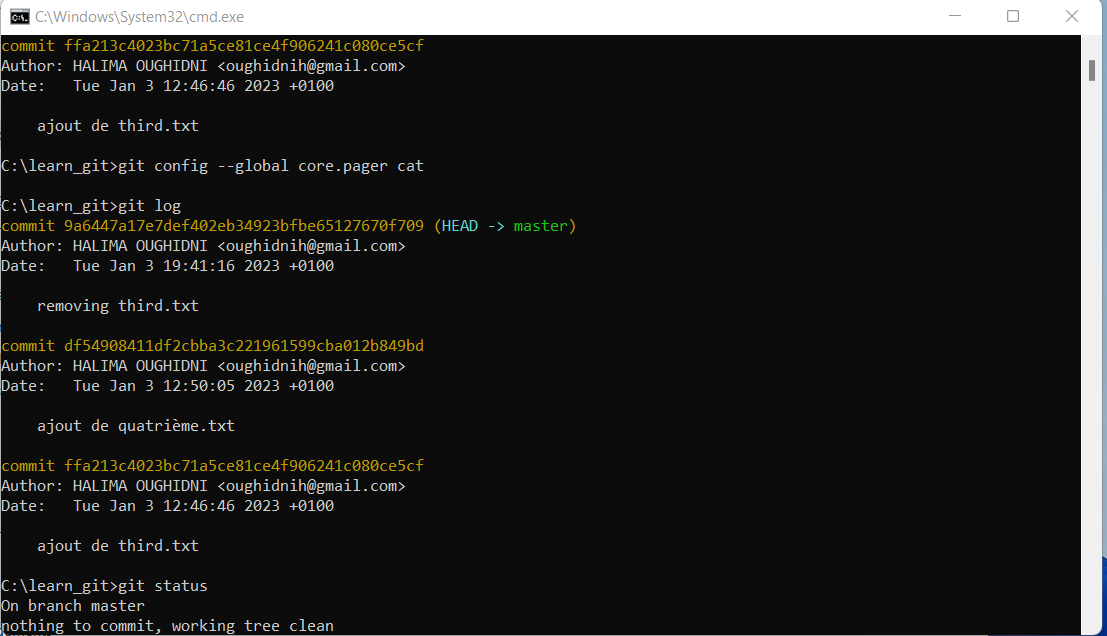 C:\Windows\System32\cmd.exe
commit ffa213c4023bc71a5ce81ce4f906241c080ce5cf
Author: HALIMA OUGHIDNI <oughidnih@gmail.com>
Date:   Tue Jan 3 12:46:46 2023 +0100
    ajout de third.txt
C:\learn_git>git config --global core.pager cat
C:\learn_git>git log
commit 9a6447a17e7def402eb34923bfbe65127670f709 (HEAD -> master)
Author: HALIMA OUGHIDNI <oughidnih@gmail.com>
Date:   Tue Jan 3 19:41:16 2023 +0100
    removing third.txt
commit df54908411df2cbba3c221961599cba012b849bd
Author: HALIMA OUGHIDNI <oughidnih@gmail.com>
Date:   Tue Jan 3 12:50:05 2023 +0100
    ajout de quatrième.txt
commit ffa213c4023bc71a5ce81ce4f906241c080ce5cf
Author: HALIMA OUGHIDNI <oughidnih@gmail.com>
Date:   Tue Jan 3 12:46:46 2023 +0100
    ajout de third.txt
C:\learn_git>git status
On branch master
nothing to commit, working tree clean